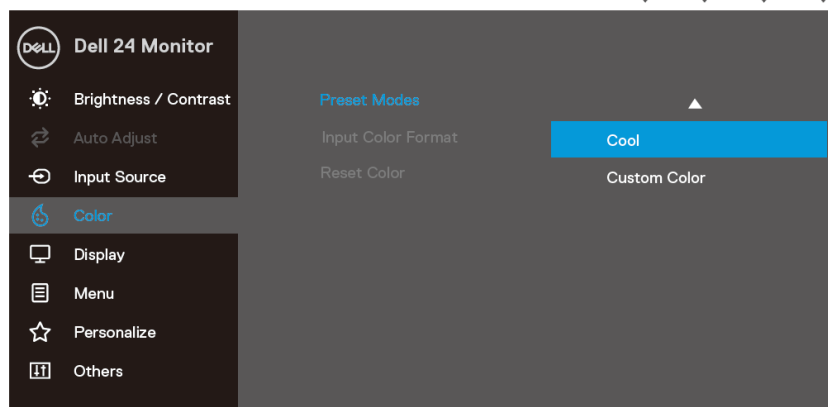 DELL Dell 24 Monitor
Brightness / Contrast
Auto Adjust
Input Source
Color
Display
Menu
Personalize
Others
Preset Modes
Input Color Format
Reset Color
Cool
Custom Color